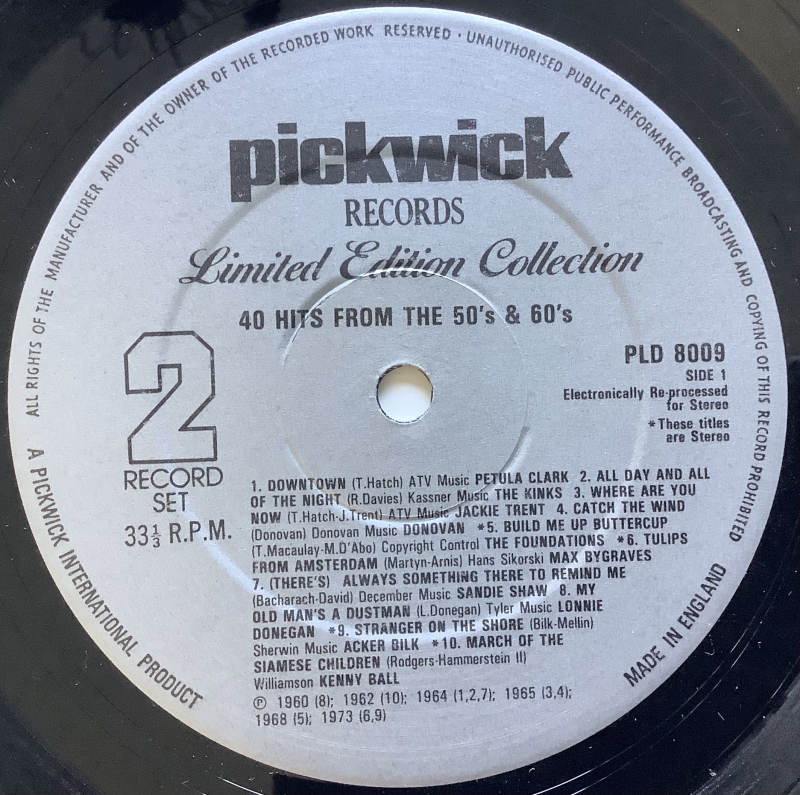 ALL RIGHTS OF THE MANUFACTURER AND OF THE OWNER OF THE RECORDED WORK RESERVED · UNAUTHORISED PUBLIC PERFORMANCE BROADCASTING AND COPYING OF THIS RECORD PROHIBITED
pickwick
RECORDS
Limited Edition Collection
40 HITS FROM THE 50's & 60's
2
RECORD
SET
33⅓ R.P.M.
PLD 8009
SIDE 1
Electronically Re-processed
for Stereo
*These titles
are Stereo
1. DOWNTOWN (T.Hatch) ATV Music PETULA CLARK 2. ALL DAY AND ALL
OF THE NIGHT (R.Davies) Kassner Music THE KINKS 3. WHERE ARE YOU
NOW (T.Hatch-J.Trent) ATV Music JACKIE TRENT 4. CATCH THE WIND
(Donovan) Donovan Music DONOVAN *5. BUILD ME UP BUTTERCUP
(T.Macaulay-M.D'Abo) Copyright Control THE FOUNDATIONS *6. TULIPS
FROM AMSTERDAM (Martyn-Arnis) Hans Sikorski MAX BYGRAVES
7. (THERE'S) ALWAYS SOMETHING THERE TO REMIND ME
(Bacharach-David) December Music SANDIE SHAW 8. MY
OLD MAN'S A DUSTMAN (L.Donegan) Tyler Music LONNIE
DONEGAN *9. STRANGER ON THE SHORE (Bilk-Mellin)
Sherwin Music ACKER BILK *10. MARCH OF THE
SIAMESE CHILDREN (Rodgers-Hammerstein II)
Williamson KENNY BALL
℗ 1960 (8); 1962 (10); 1964 (1,2,7); 1965 (3,4);
1968 (5); 1973 (6,9)
A PICKWICK INTERNATIONAL PRODUCT
MADE IN ENGLAND